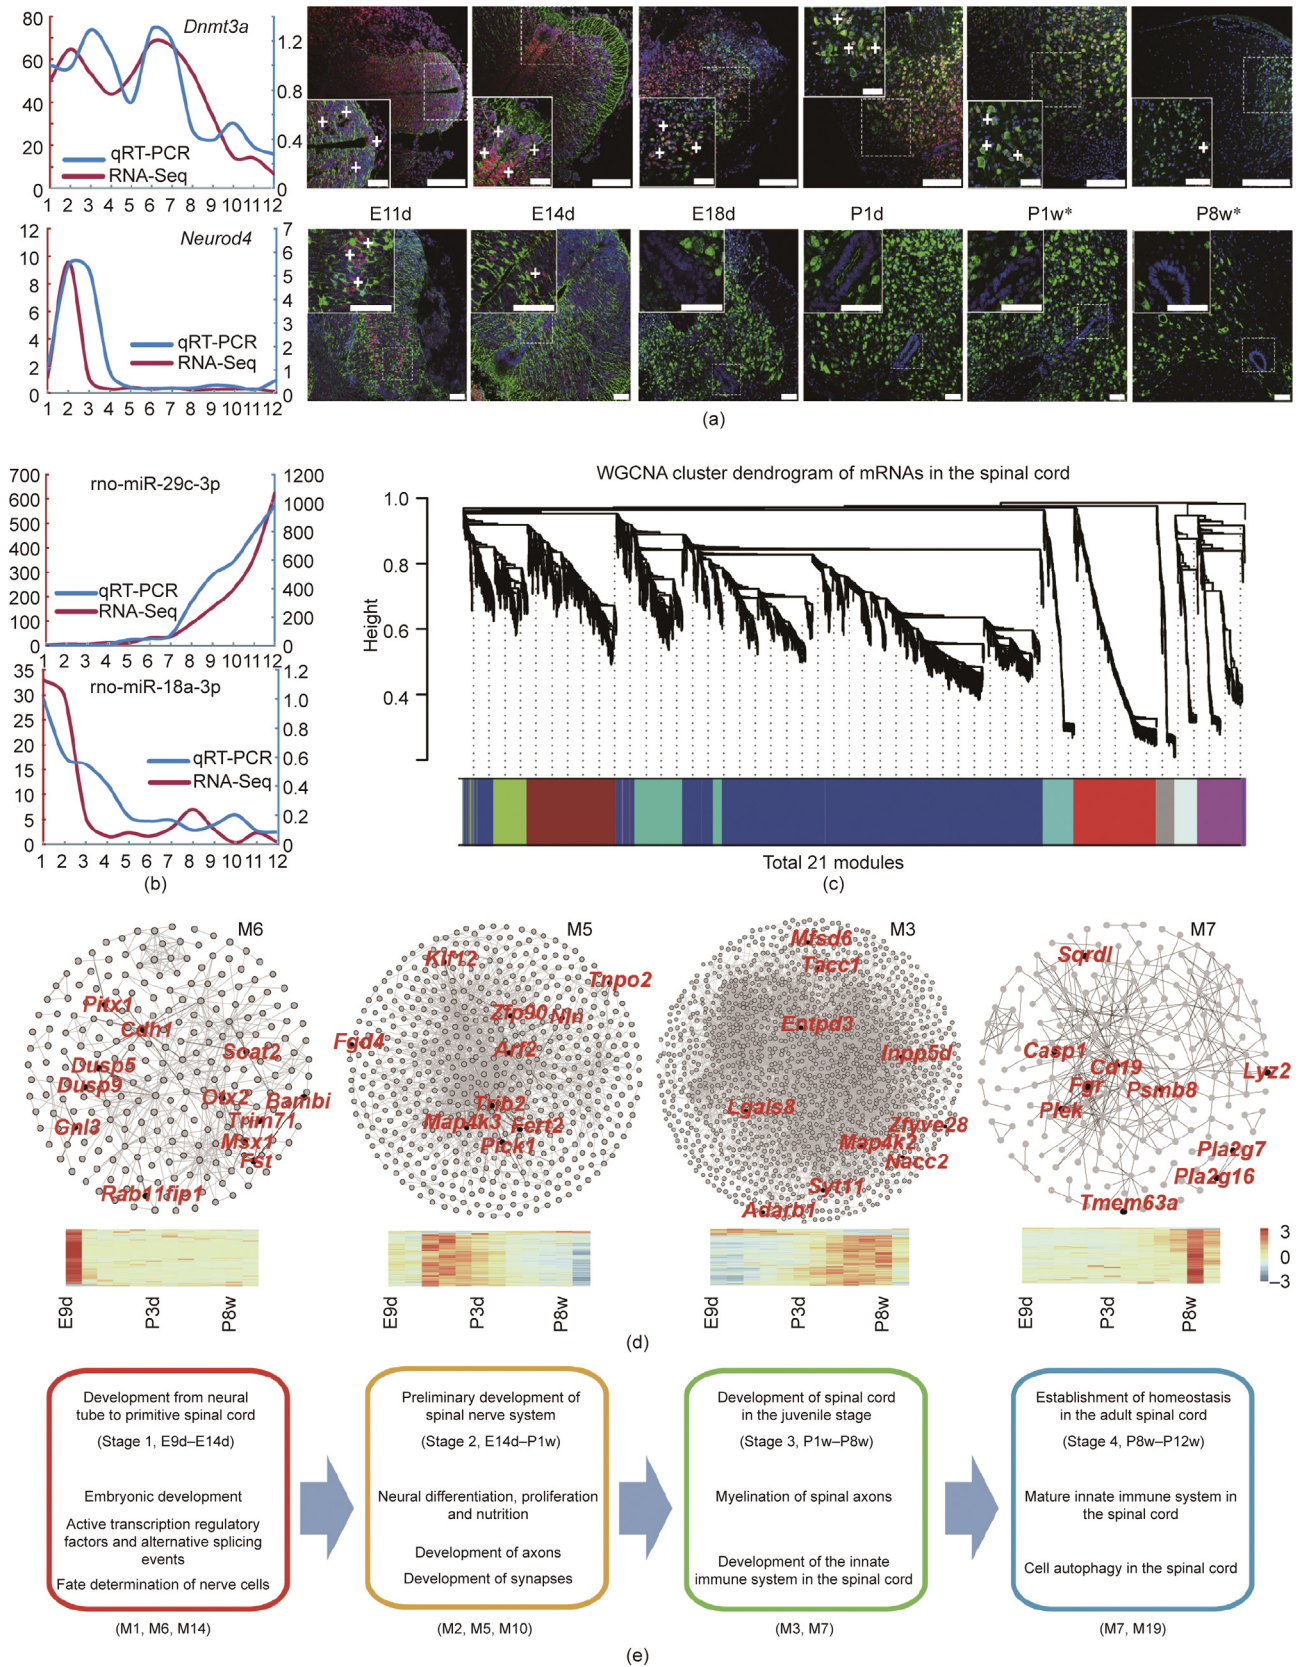 80
60
40
20
0
Dnmt3a
1.2
1.0
0.8
0.4
0
qRT-PCR
RNA-Seq
1 2 3 4 5 6 7 8 9 10 11 12
E11d
E14d
E18d
P1d
P1w*
P8w*
12
10
8
6
4
2
0
Neurod4
7
6
5
4
3
2
1
0
qRT-PCR
RNA-Seq
1 2 3 4 5 6 7 8 9 10 11 12
(a)
700
600
500
400
300
200
100
0
rno-miR-29c-3p
1200
1000
800
600
400
200
0
qRT-PCR
RNA-Seq
1 2 3 4 5 6 7 8 9 10 11 12
35
30
25
20
15
10
5
0
rno-miR-18a-3p
1.2
1.0
0.8
0.6
0.4
0.2
0
qRT-PCR
RNA-Seq
1 2 3 4 5 6 7 8 9 10 11 12
(b)
WGCNA cluster dendrogram of mRNAs in the spinal cord
Height
1.0
0.8
0.6
0.4
Total 21 modules
(c)
M6
Pitx1
Cdh1
Soat2
Dusp5
Dusp9
Otx2
Bambi
Trim71
Gnl3
Msx1
Fst
Rab11fip1
M5
Klf12
Tnpo2
Zfp90
Nln
Fgd4
Arf2
Trib2
Map4k3
Fert2
Pick1
M3
Mfsd6
Tacc1
Entpd3
Inpp5d
Lgals8
Zfyve28
Map4k2
Nacc2
Syt11
Adarb1
M7
Sqrdl
Casp1
Cd19
Lyz2
Fgr
Psmb8
Plek
Pla2g7
Pla2g16
Tmem63a
E9d
P3d
P8w
E9d
P3d
P8w
E9d
P3d
P8w
E9d
P3d
P8w
3
0
−3
(d)
Development from neural
tube to primitive spinal cord
(Stage 1, E9d–E14d)
Embryonic development
Active transcription regulatory
factors and alternative splicing
events
Fate determination of nerve cells
(M1, M6, M14)
Preliminary development of
spinal nerve system
(Stage 2, E14d–P1w)
Neural differentiation, proliferation
and nutrition
Development of axons
Development of synapses
(M2, M5, M10)
Development of spinal cord
in the juvenile stage
(Stage 3, P1w–P8w)
Myelination of spinal axons
Development of the innate
immune system in the spinal cord
(M3, M7)
Establishment of homeostasis
in the adult spinal cord
(Stage 4, P8w–P12w)
Mature innate immune system in
the spinal cord
Cell autophagy in the spinal cord
(M7, M19)
(e)